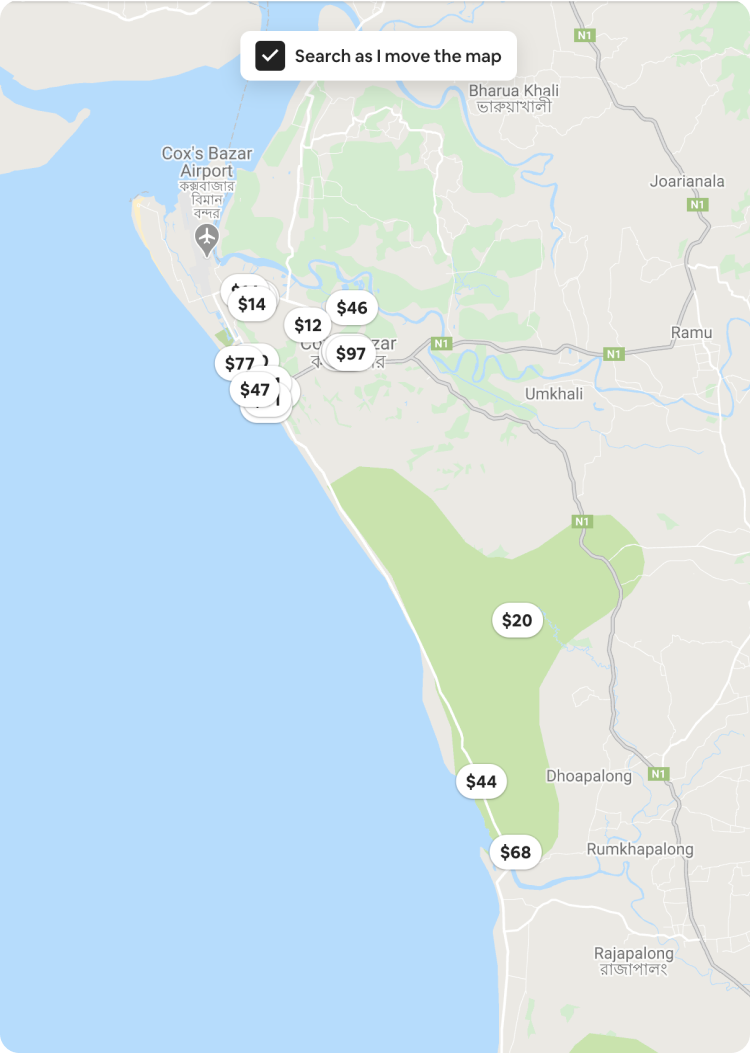 N1
Search as I move the map
Bharua Khali
ভারুয়াখালী
Cox's Bazar
Airport
কক্সবাজার
বিমান
বন্দর
Joarianala
N1
$14
$46
$12
Ramu
N1
N1
$97
$77
$47
Umkhali
N1
$20
Dhoapalong
N1
$44
Rumkhapalong
$68
Rajapalong
রাজাপালং